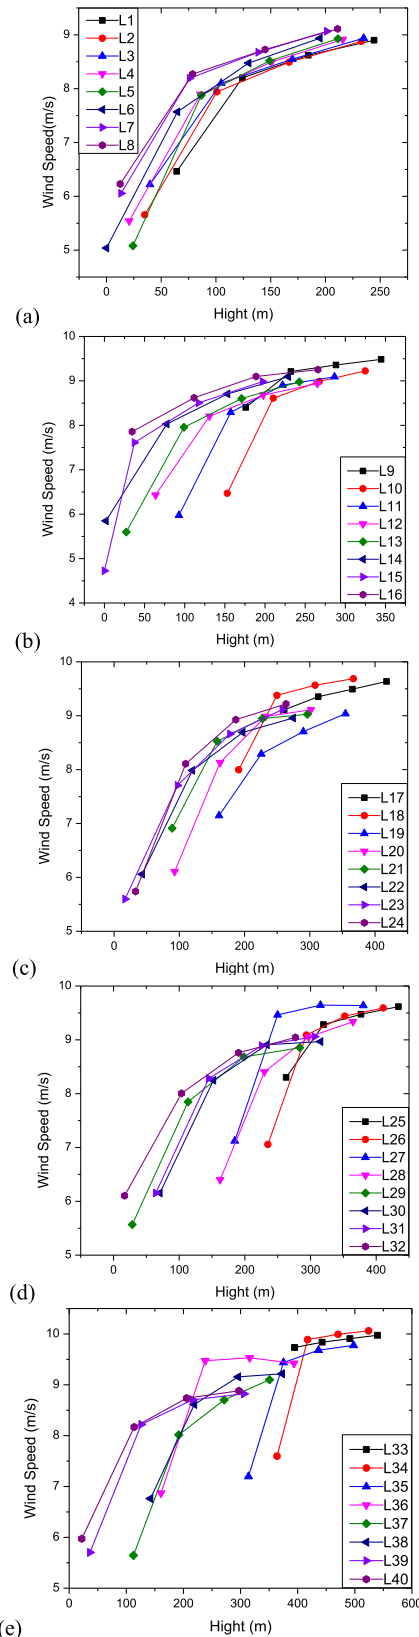 9
8
7
6
5
Wind Speed(m/s)
L1
L2
L3
L4
L5
L6
L7
L8
0 50 100 150 200 250
Hight (m)
(a)
10
9
8
7
6
5
4
Wind Speed (m/s)
L9
L10
L11
L12
L13
L14
L15
L16
0 50 100 150 200 250 300 350
Hight (m)
(b)
10
9
8
7
6
5
Wind Speed (m/s)
L17
L18
L19
L20
L21
L22
L23
L24
0 100 200 300 400
Hight (m)
(c)
10
9
8
7
6
5
Wind Speed (m/s)
L25
L26
L27
L28
L29
L30
L31
L32
0 100 200 300 400
Hight (m)
(d)
10
9
8
7
6
5
Wind Speed (m/s)
L33
L34
L35
L36
L37
L38
L39
L40
0 100 200 300 400 500 600
Hight (m)
(e)